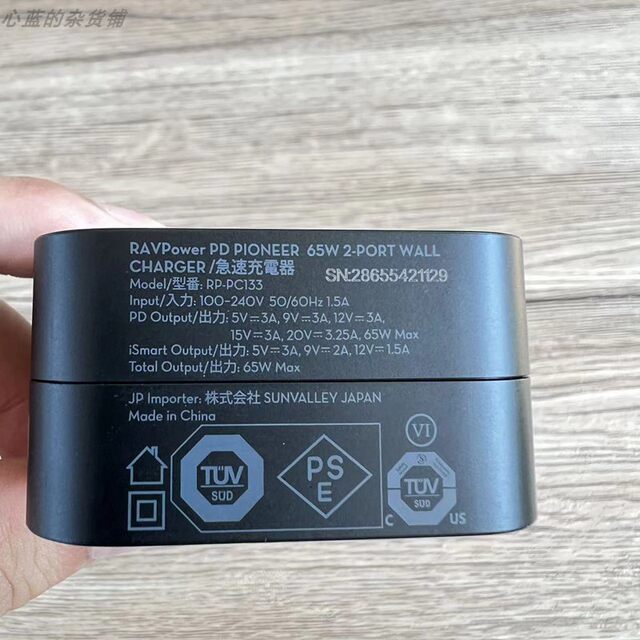 心蓝的杂货铺
RAVPower PD PIONEER 65W 2-PORT WALL
CHARGER/急速充電器 SN:28655421129
Model/型番: RP-PC133
Input/入力: 100-240V 50/60Hz 1.5A
PD Output/出力: 5V⎓3A, 9V⎓3A, 12V⎓3A,
15V⎓3A, 20V⎓3.25A, 65W Max
iSmart Output/出力: 5V⎓3A, 9V⎓2A, 12V⎓1.5A
Total Output/出力: 65W Max
JP Importer: 株式会社 SUNVALLEY JAPAN
Made in China
VI
TÜV
SÜD
PS
E
TÜV
SÜD
C US